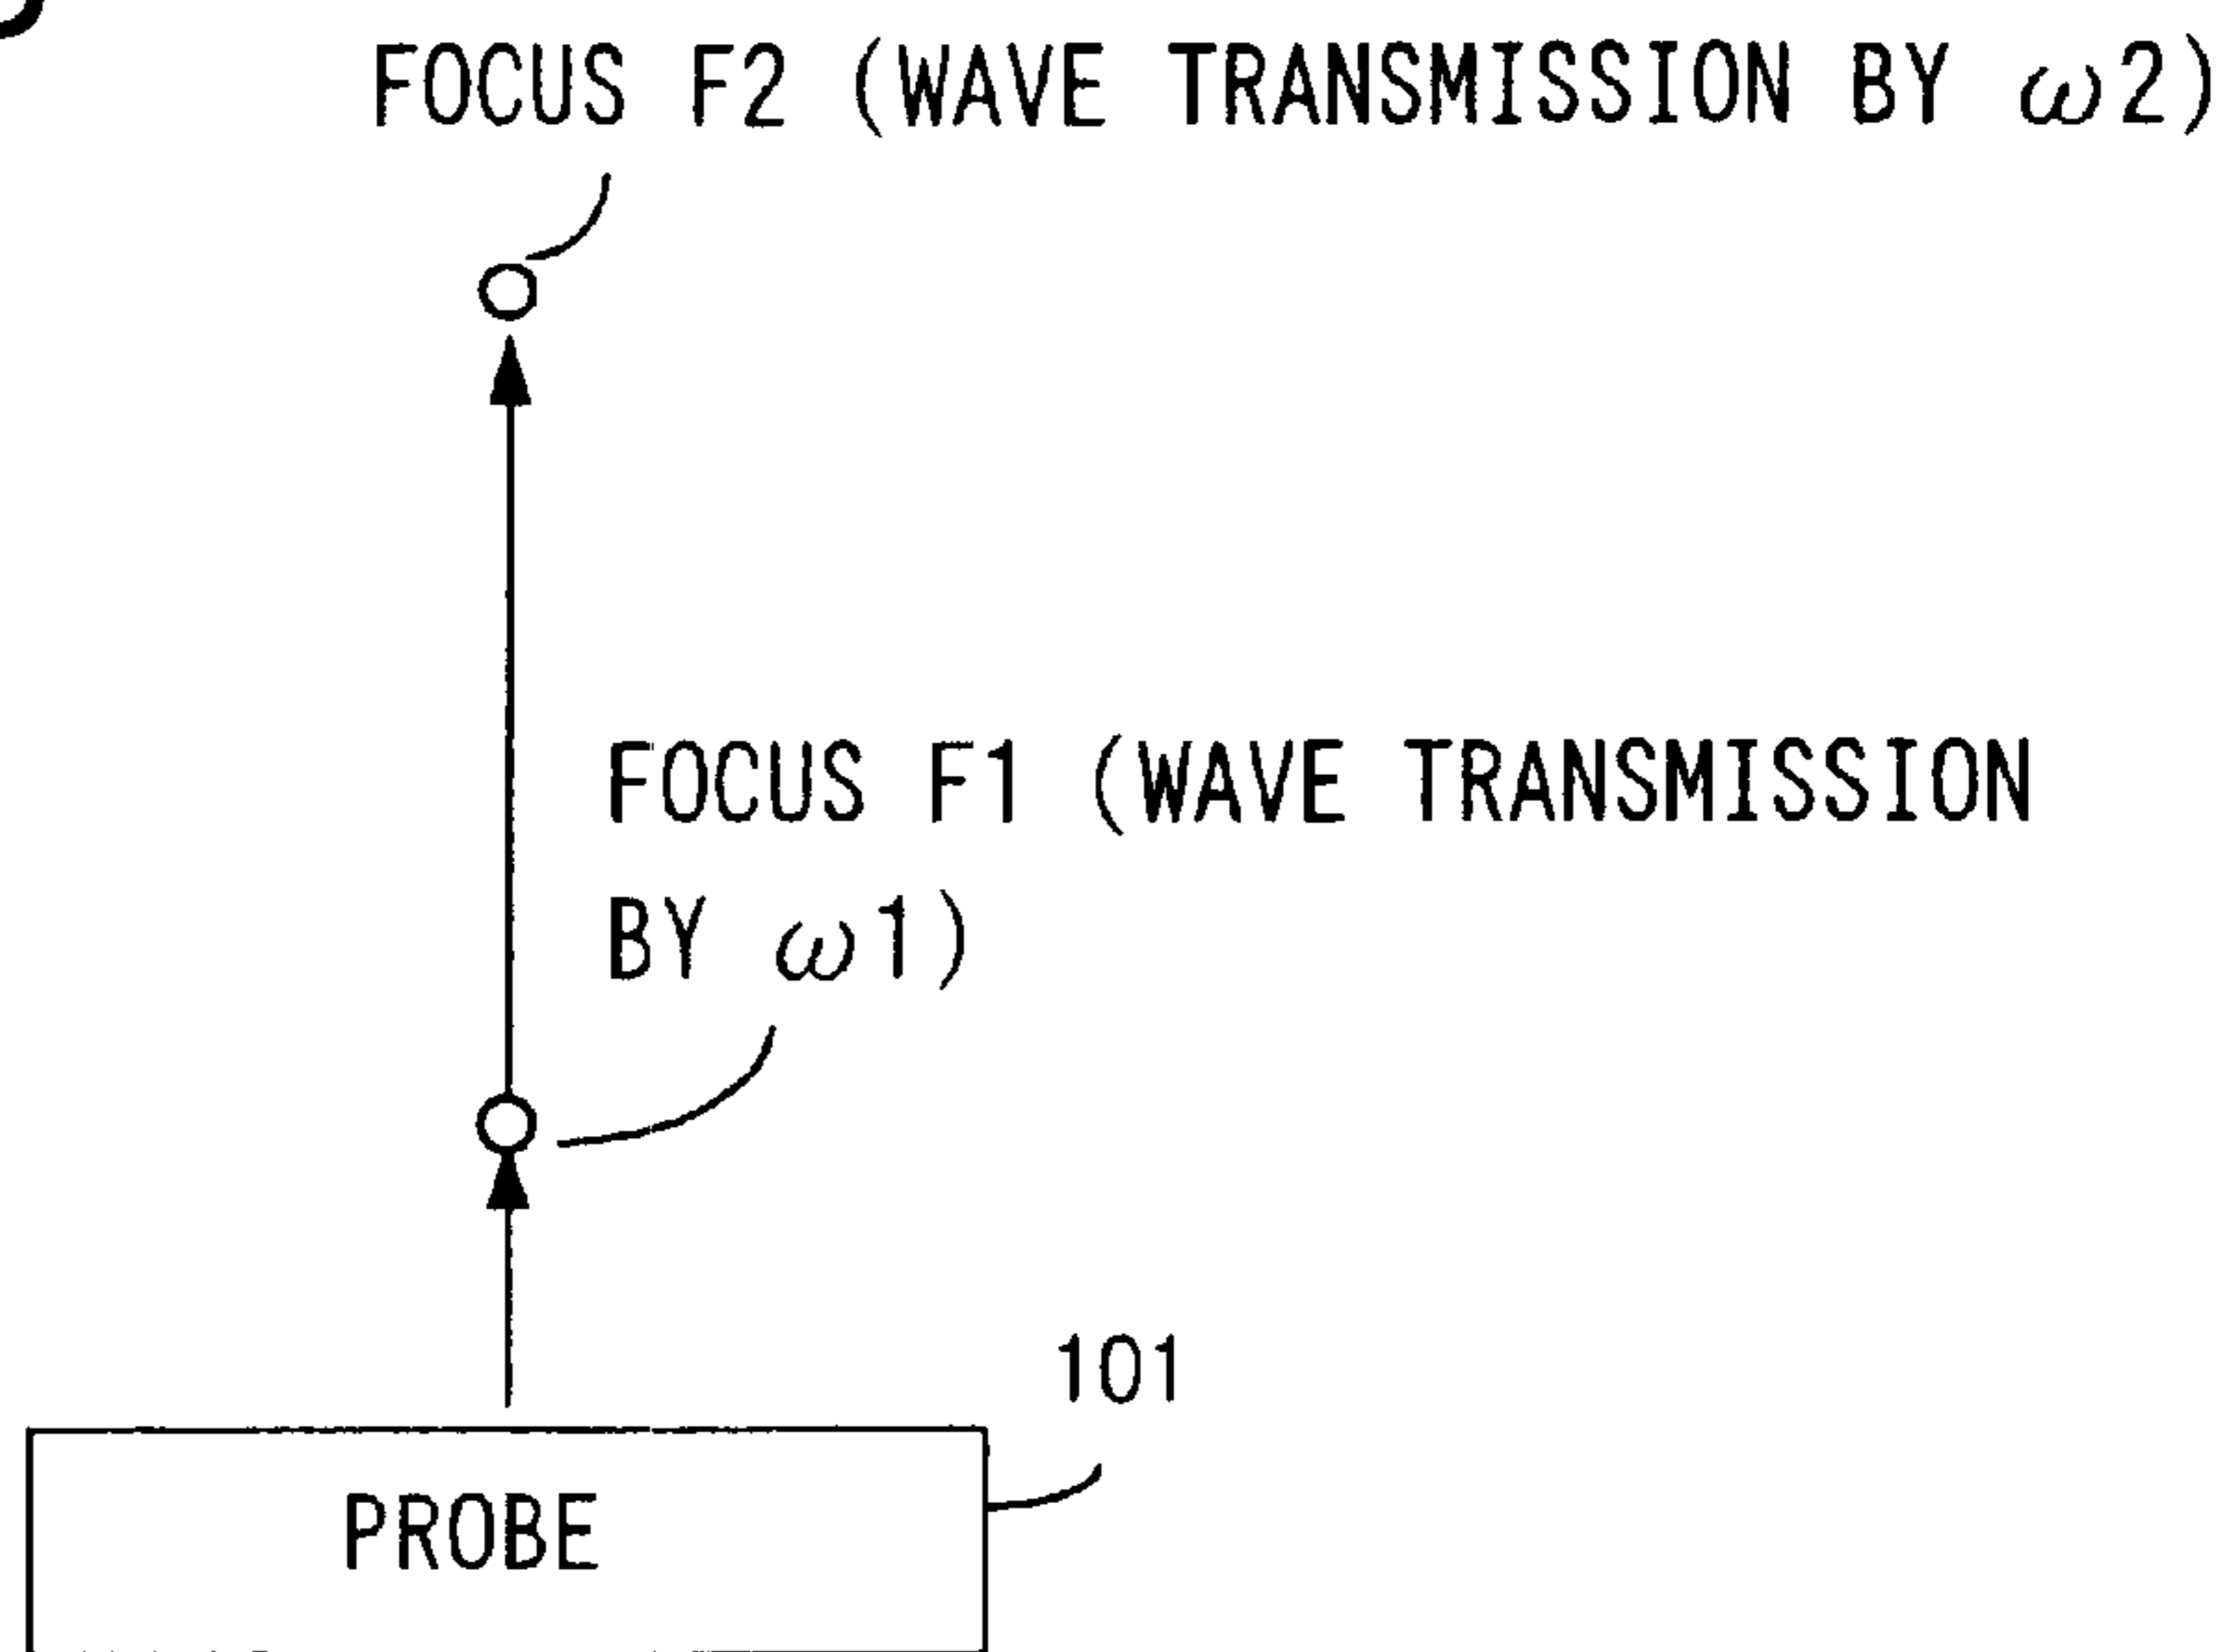 FOCUS F2 (WAVE TRANSMISSION BY ω2)
FOCUS F1 (WAVE TRANSMISSION
BY ω1)
101
PROBE